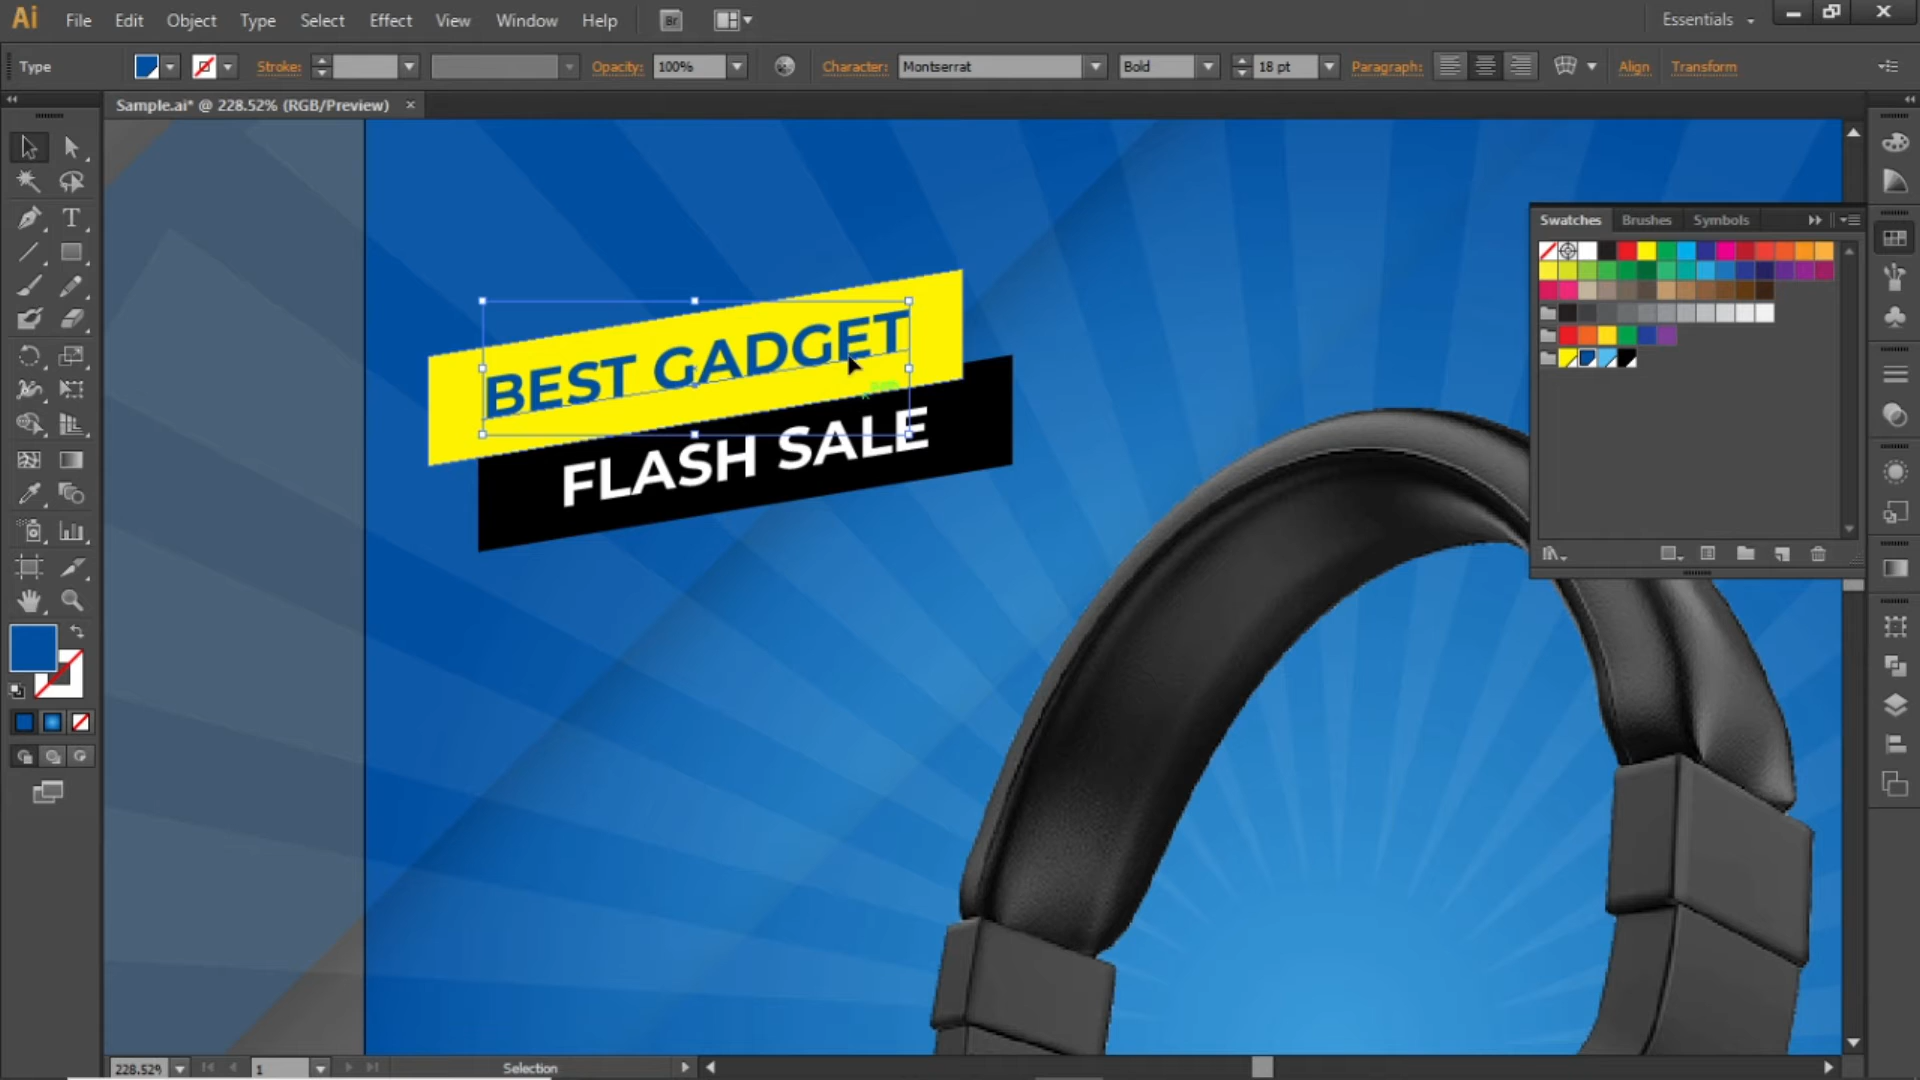 Ai File Edit Object Type Select Effect View Window Help Br Essentials
Type Stroke: Opacity: 100% Character: Montserrat Bold 18 pt Paragraph: Align Transform
Sample.ai* @ 228.52% (RGB/Preview)
Swatches Brushes Symbols
BEST GADGET
FLASH SALE
228.52% 1 Selection